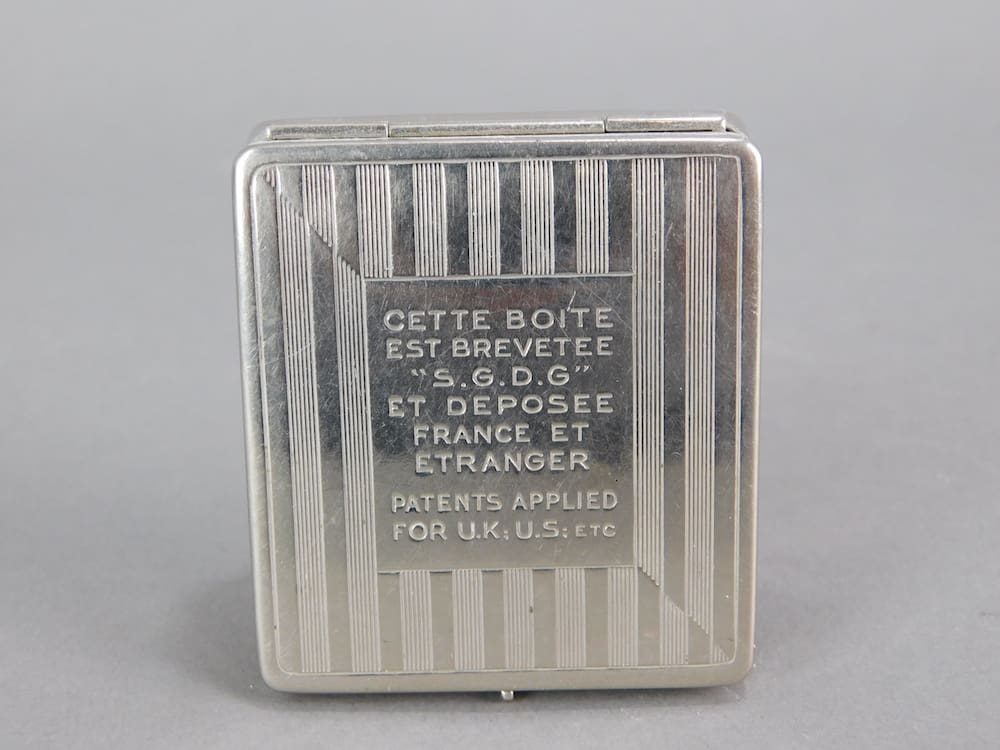 CETTE BOITE
EST BREVETEE
"S.G.D.G"
ET DEPOSEE
FRANCE ET
ETRANGER
PATENTS APPLIED
FOR U.K; U.S; ETC